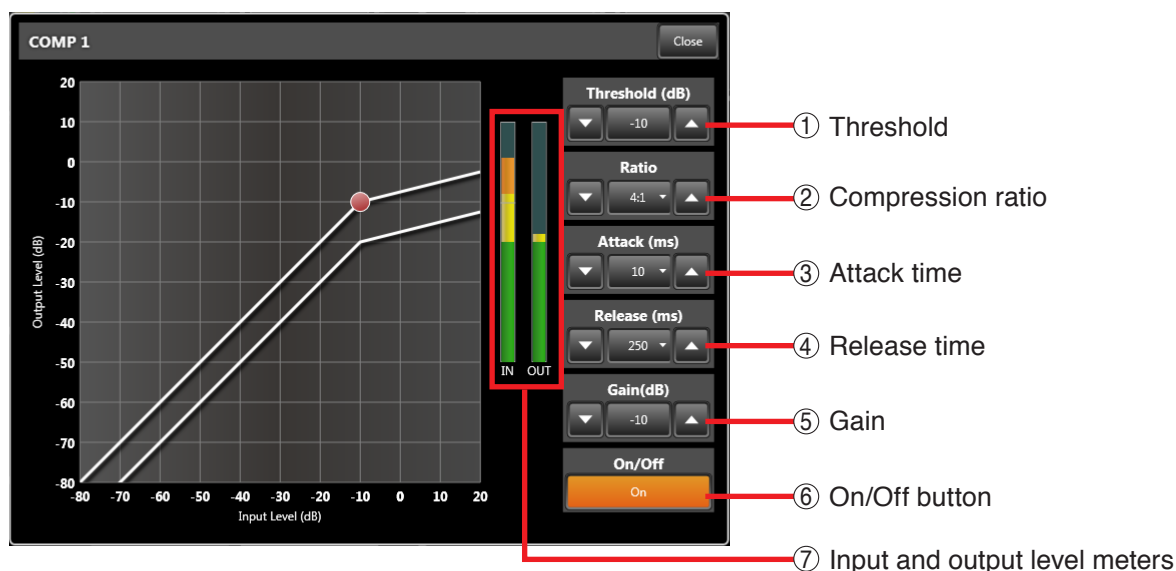 COMP 1
Close
20
10
0
-10
-20
-30
-40
-50
-60
-70
-80
Output Level (dB)
-80 -70 -60 -50 -40 -30 -20 -10 0 10 20
Input Level (dB)
IN OUT
Threshold (dB)
-10
Ratio
4:1
Attack (ms)
10
Release (ms)
250
Gain(dB)
-10
On/Off
On
① Threshold
② Compression ratio
③ Attack time
④ Release time
⑤ Gain
⑥ On/Off button
⑦ Input and output level meters